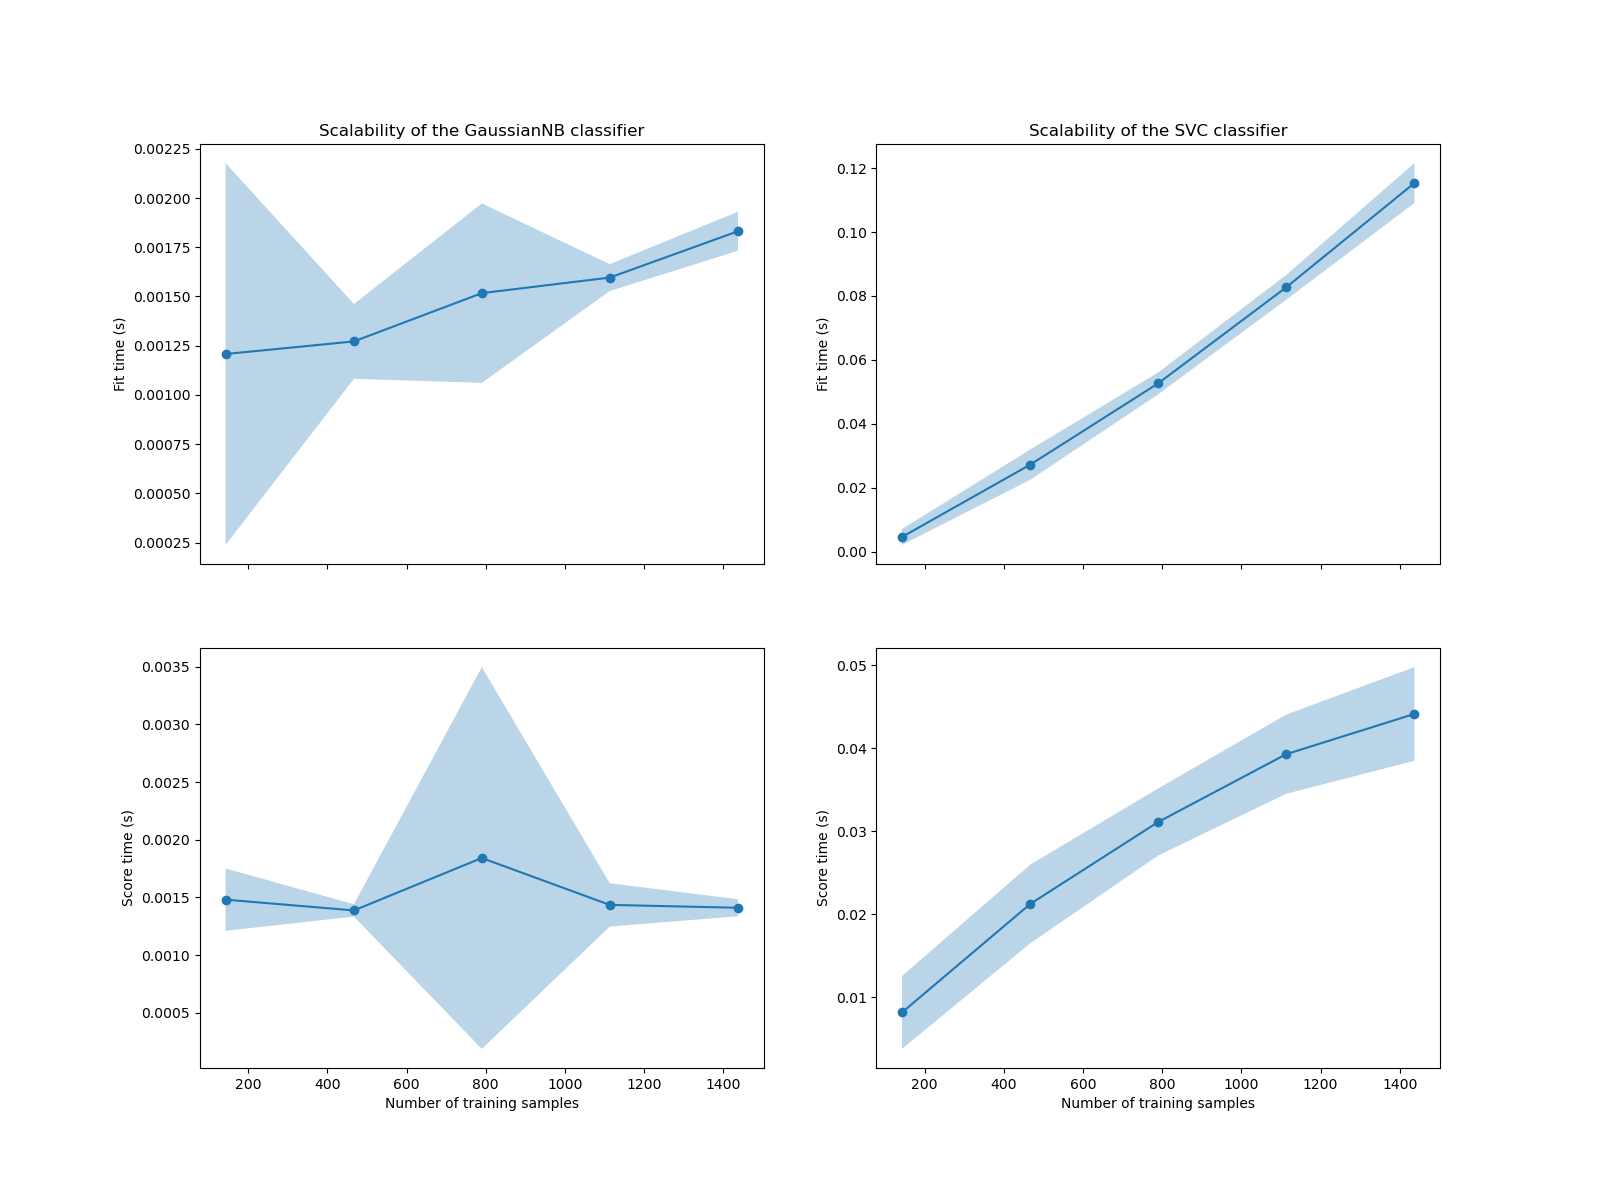 Scalability of the GaussianNB classifier
Scalability of the SVC classifier
0.00225
0.00200
0.00175
0.00150
0.00125
0.00100
0.00075
0.00050
0.00025
Fit time (s)
0.12
0.10
0.08
0.06
0.04
0.02
0.00
Fit time (s)
0.0035
0.0030
0.0025
0.0020
0.0015
0.0010
0.0005
Score time (s)
200 400 600 800 1000 1200 1400
Number of training samples
0.05
0.04
0.03
0.02
0.01
Score time (s)
200 400 600 800 1000 1200 1400
Number of training samples